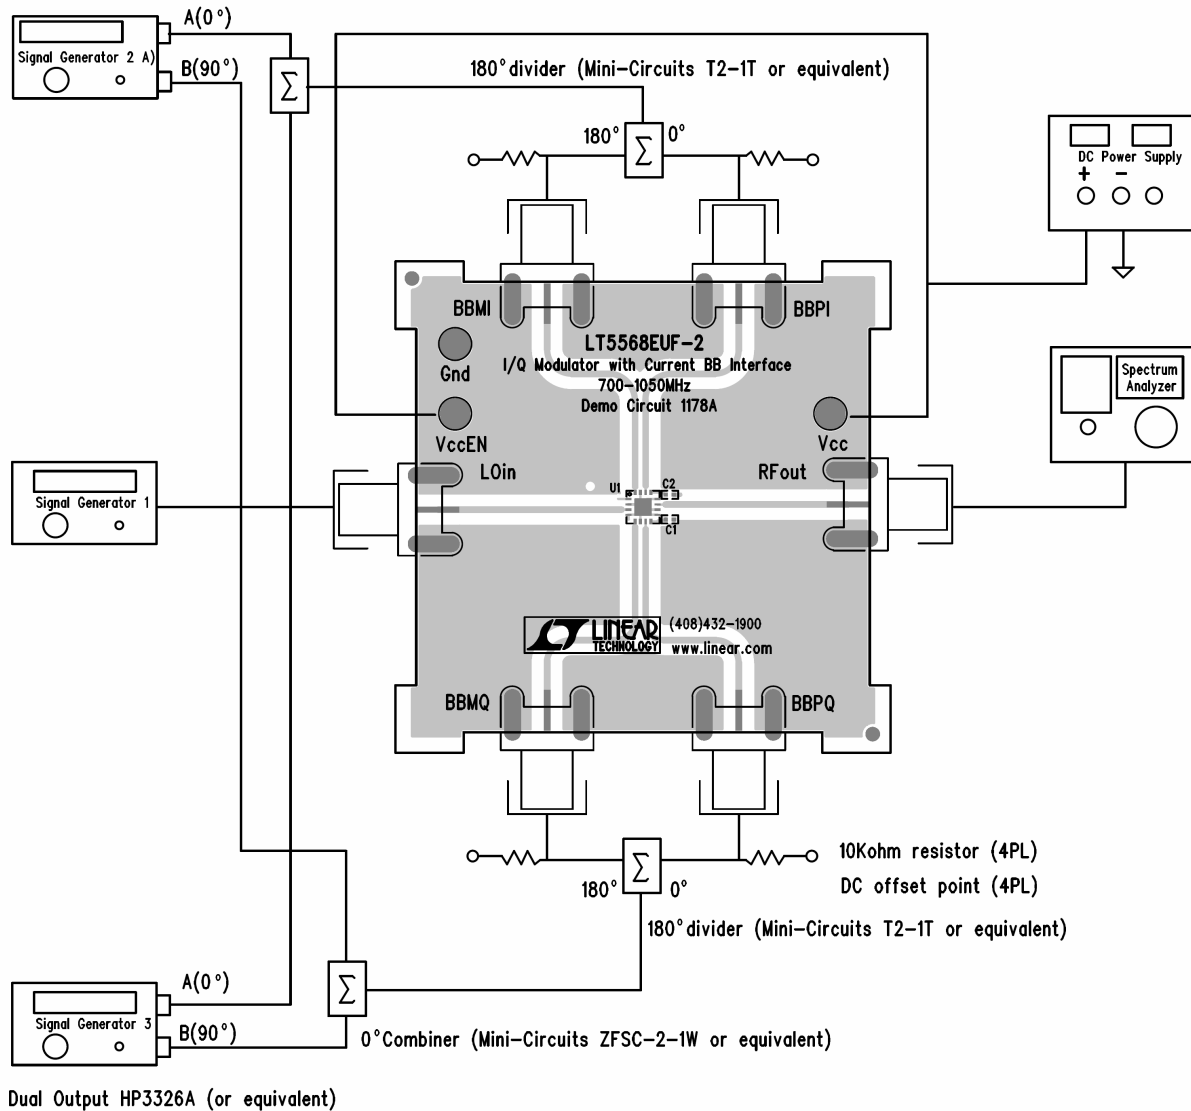 A(0°)
Signal Generator 2 A)
B(90°)
Σ
180°divider (Mini-Circuits T2-1T or equivalent)
180°
Σ
0°
DC Power Supply
+
−
BBMI
BBPI
LT5568EUF-2
I/Q Modulator with Current BB Interface
700-1050MHz
Demo Circuit 1178A
Gnd
VccEN
Vcc
Spectrum
Analyzer
LOin
RFout
U1
C2
C1
Signal Generator 1
LINEAR
TECHNOLOGY
(408)432-1900
www.linear.com
BBMQ
BBPQ
180°
Σ
0°
10Kohm resistor (4PL)
DC offset point (4PL)
180°divider (Mini-Circuits T2-1T or equivalent)
A(0°)
Signal Generator 3
B(90°)
Σ
0°Combiner (Mini-Circuits ZFSC-2-1W or equivalent)
Dual Output HP3326A (or equivalent)